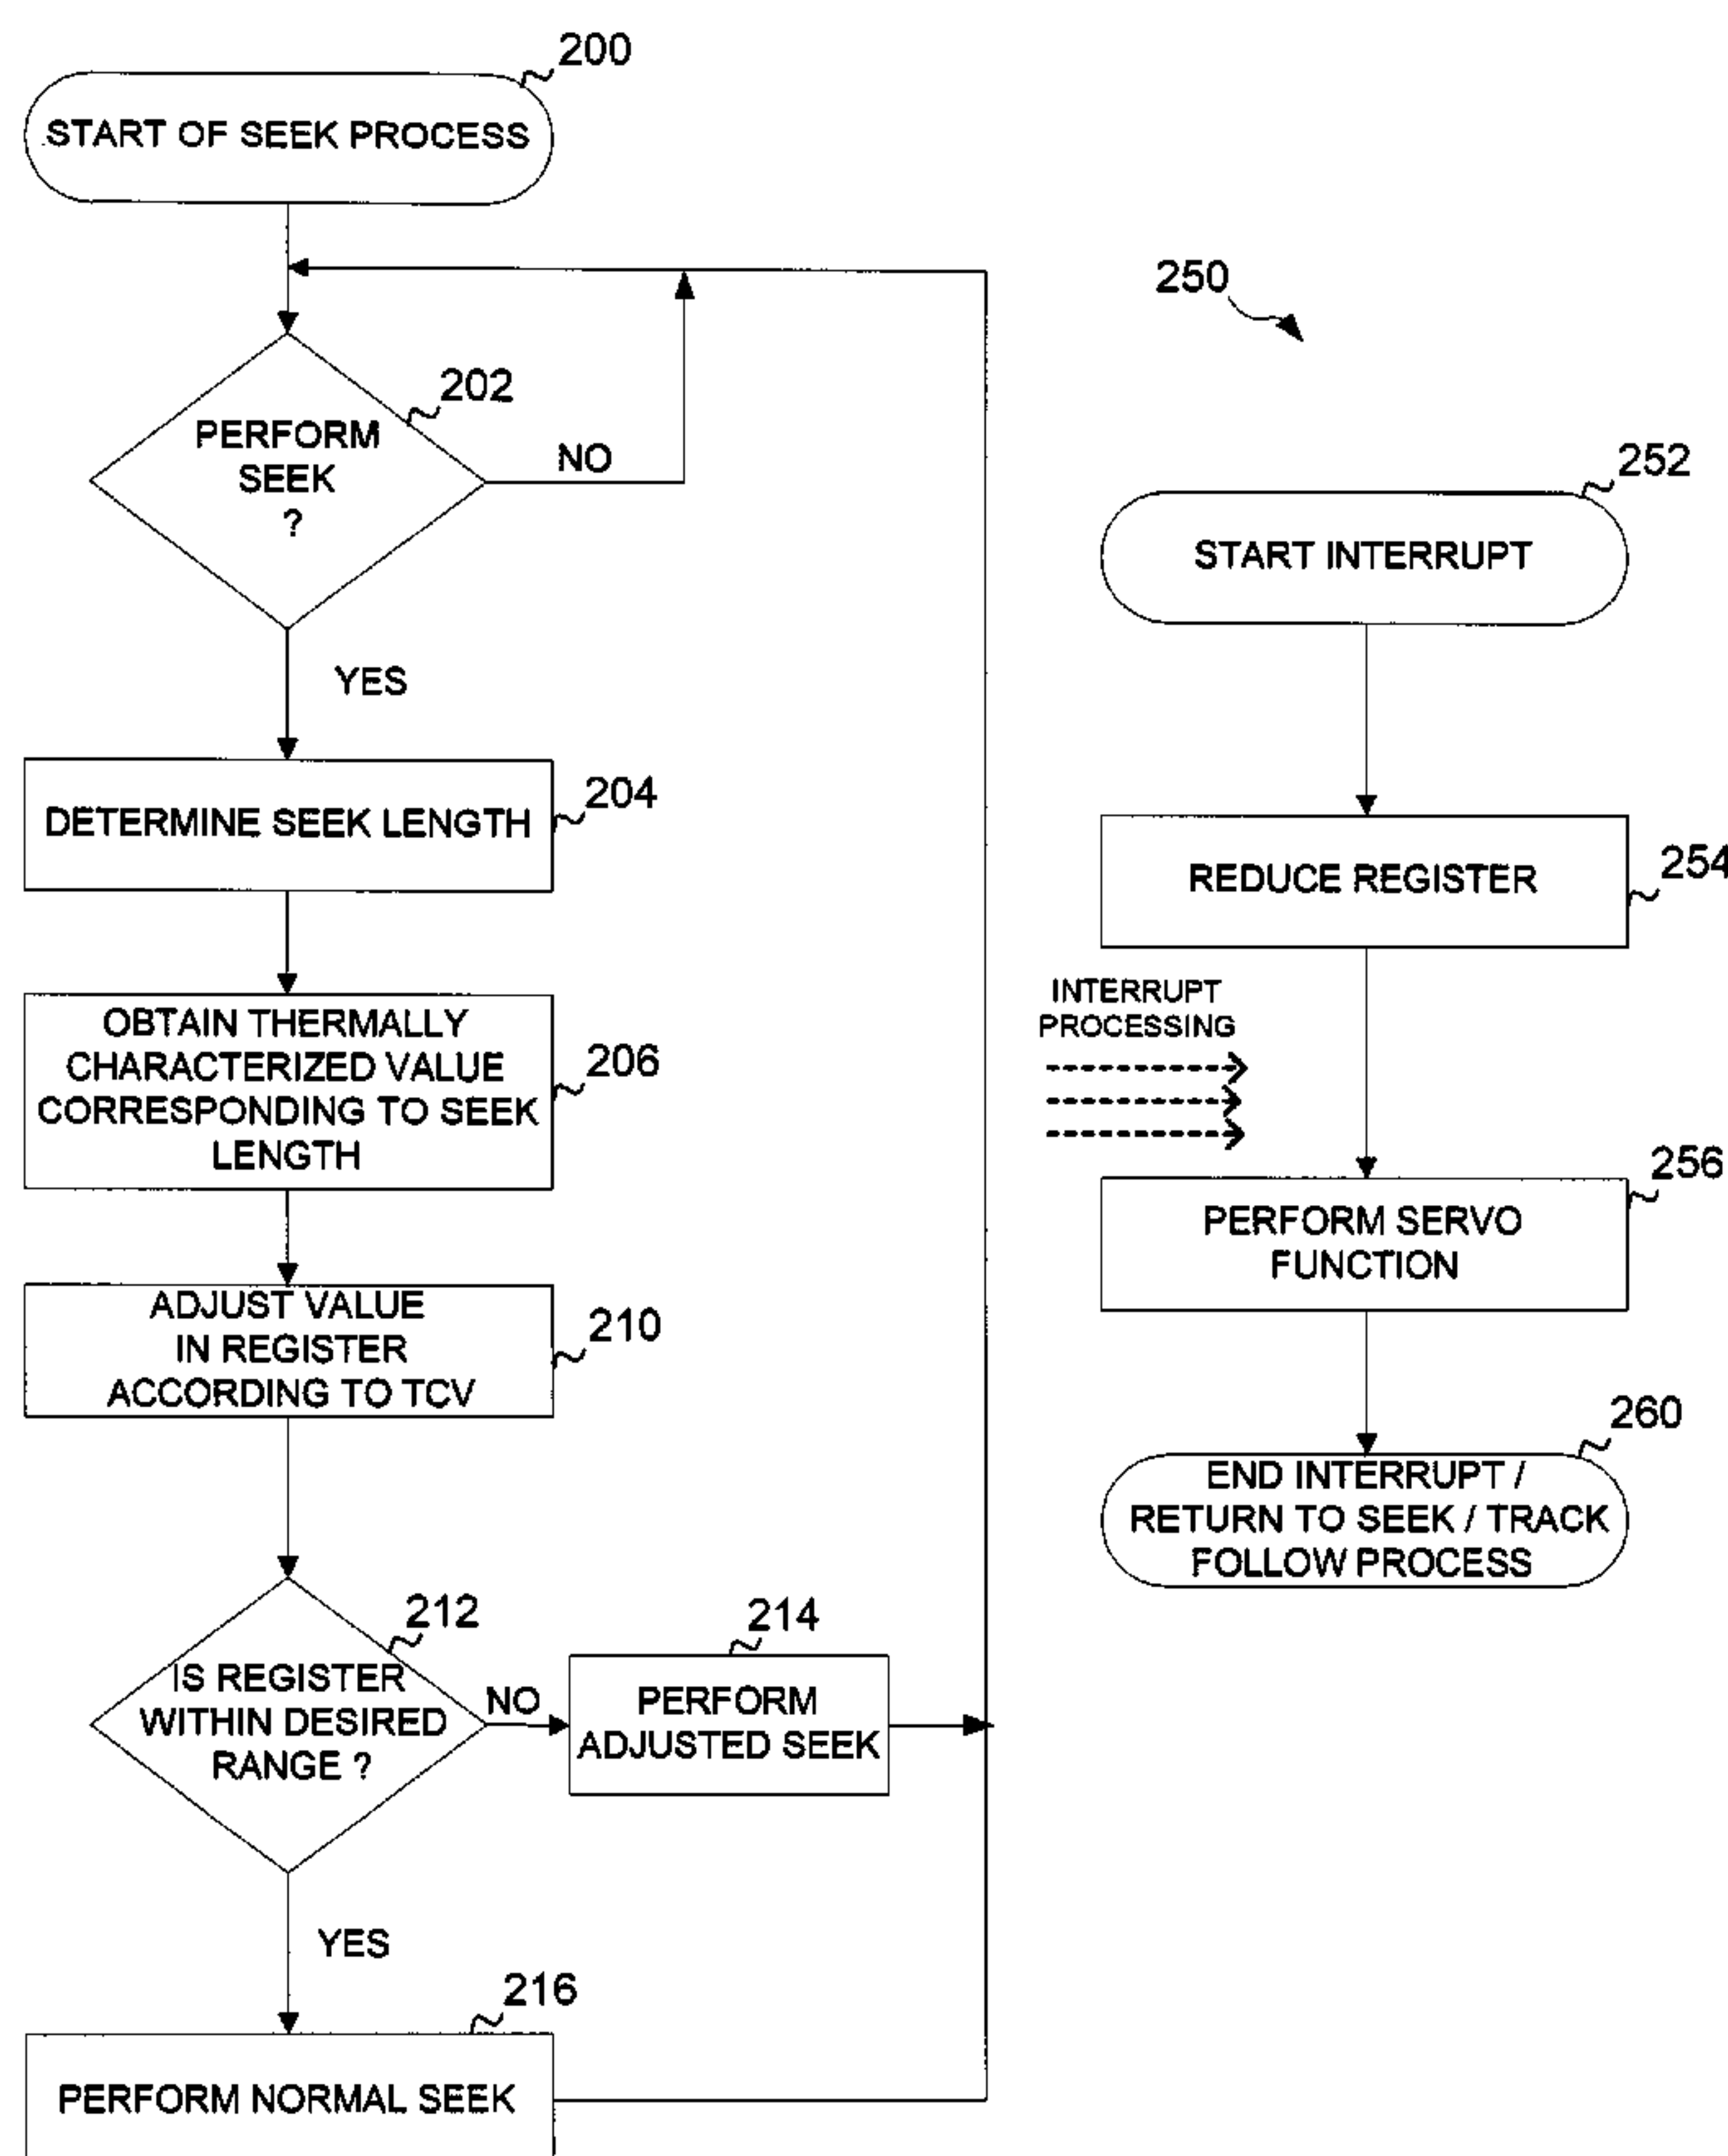 200
START OF SEEK PROCESS
202
PERFORM
SEEK
?
NO
YES
204
DETERMINE SEEK LENGTH
206
OBTAIN THERMALLY
CHARACTERIZED VALUE
CORRESPONDING TO SEEK
LENGTH
210
ADJUST VALUE
IN REGISTER
ACCORDING TO TCV
212
IS REGISTER
WITHIN DESIRED
RANGE ?
NO
214
PERFORM
ADJUSTED SEEK
YES
216
PERFORM NORMAL SEEK
250
252
START INTERRUPT
254
REDUCE REGISTER
INTERRUPT
PROCESSING
256
PERFORM SERVO
FUNCTION
260
END INTERRUPT /
RETURN TO SEEK / TRACK
FOLLOW PROCESS